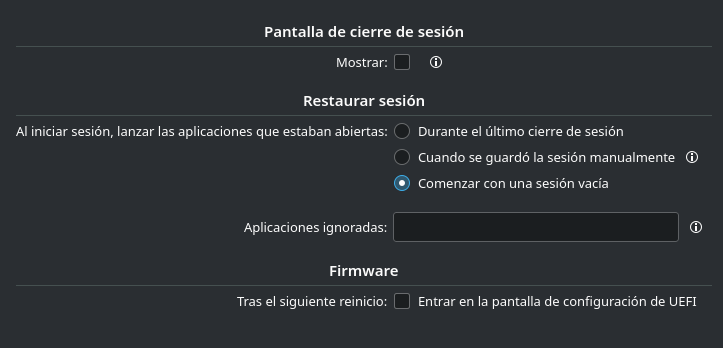 Pantalla de cierre de sesión
Mostrar:
Restaurar sesión
Al iniciar sesión, lanzar las aplicaciones que estaban abiertas: Durante el último cierre de sesión
Cuando se guardó la sesión manualmente
Comenzar con una sesión vacía
Aplicaciones ignoradas:
Firmware
Tras el siguiente reinicio: Entrar en la pantalla de configuración de UEFI